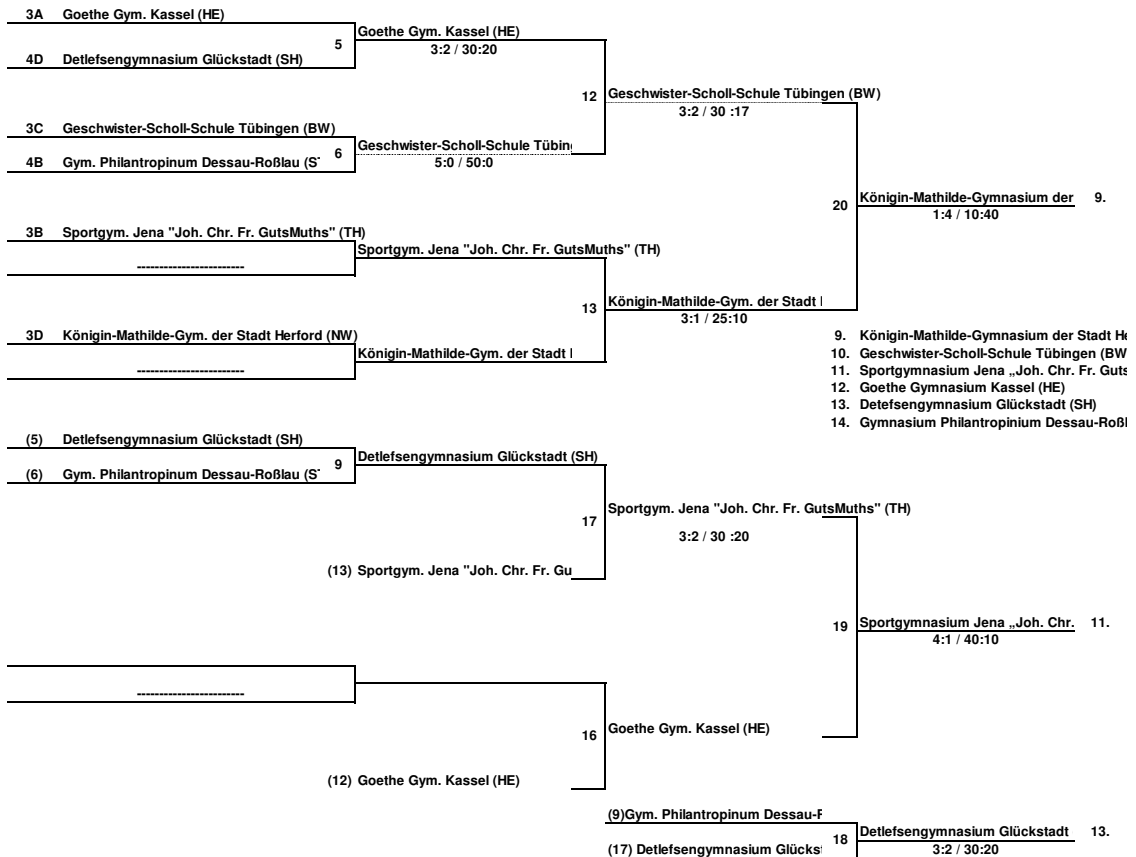 3A Goethe Gym. Kassel (HE)
5 Goethe Gym. Kassel (HE)
3:2 / 30:20
4D Detlefsengymnasium Glückstadt (SH)
12 Geschwister-Scholl-Schule Tübingen (BW)
3:2 / 30 :17
3C Geschwister-Scholl-Schule Tübingen (BW)
6 Geschwister-Scholl-Schule Tübin
5:0 / 50:0
4B Gym. Philantropinum Dessau-Roßlau (S
20 Königin-Mathilde-Gymnasium der 9.
1:4 / 10:40
3B Sportgym. Jena "Joh. Chr. Fr. GutsMuths" (TH)
Sportgym. Jena "Joh. Chr. Fr. GutsMuths" (TH)
------------------------
13 Königin-Mathilde-Gym. der Stadt
3:1 / 25:10
3D Königin-Mathilde-Gym. der Stadt Herford (NW)
Königin-Mathilde-Gym. der Stadt
------------------------
9. Königin-Mathilde-Gymnasium der Stadt He
10. Geschwister-Scholl-Schule Tübingen (BW
11. Sportgymnasium Jena „Joh. Chr. Fr. Guts
12. Goethe Gymnasium Kassel (HE)
13. Detefsengymnasium Glückstadt (SH)
14. Gymnasium Philantropinium Dessau-Roßl
(5) Detlefsengymnasium Glückstadt (SH)
9 Detlefsengymnasium Glückstadt (SH)
(6) Gym. Philantropinum Dessau-Roßlau (S
17 Sportgym. Jena "Joh. Chr. Fr. GutsMuths" (TH)
3:2 / 30 :20
(13) Sportgym. Jena "Joh. Chr. Fr. Gu
19 Sportgymnasium Jena „Joh. Chr. 11.
4:1 / 40:10
------------------------
16 Goethe Gym. Kassel (HE)
(12) Goethe Gym. Kassel (HE)
(9)Gym. Philantropinum Dessau-
18 Detlefsengymnasium Glückstadt 13.
3:2 / 30:20
(17) Detlefsengymnasium Glücks